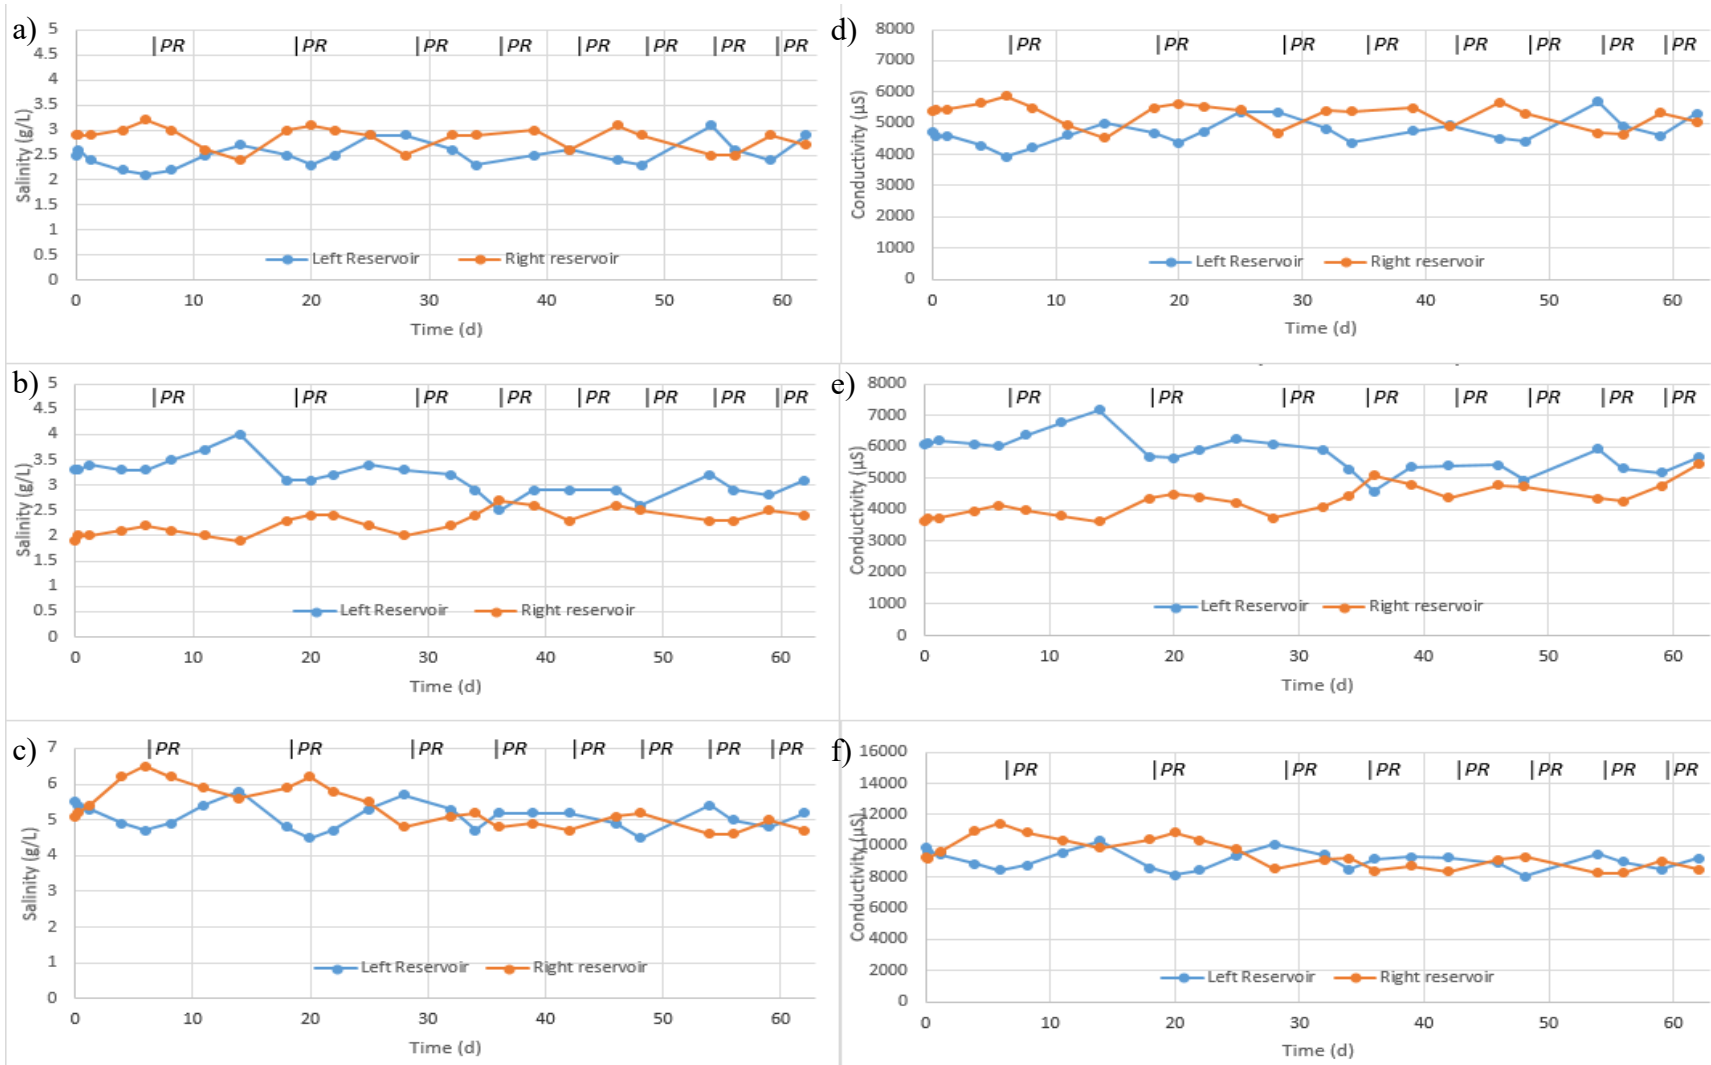 a)
5
4.5
4
3.5
3
2.5
2
1.5
1
0.5
0
Salinity (g/L)
|PR |PR |PR |PR |PR |PR |PR |PR
Left Reservoir Right reservoir
0 10 20 30 40 50 60
Time (d)
d)
8000
7000
6000
5000
4000
3000
2000
1000
0
Conductivity (µS)
|PR |PR |PR |PR |PR |PR |PR |PR
Left Reservoir Right reservoir
0 10 20 30 40 50 60
Time (d)
b)
5
4.5
4
3.5
3
2.5
2
1.5
1
0.5
0
Salinity (g/L)
|PR |PR |PR |PR |PR |PR |PR |PR
Left Reservoir Right reservoir
0 10 20 30 40 50 60
Time (d)
e)
8000
7000
6000
5000
4000
3000
2000
1000
0
Conductivity (µS)
|PR |PR |PR |PR |PR |PR |PR |PR
Left Reservoir Right reservoir
0 10 20 30 40 50 60
Time (d)
c)
7
6
5
4
3
2
1
0
Salinity (g/L)
|PR |PR |PR |PR |PR |PR |PR |PR
Left Reservoir Right reservoir
0 10 20 30 40 50 60
Time (d)
f)
16000
14000
12000
10000
8000
6000
4000
2000
0
Conductivity (µS)
|PR |PR |PR |PR |PR |PR |PR |PR
Left Reservoir Right reservoir
0 10 20 30 40 50 60
Time (d)